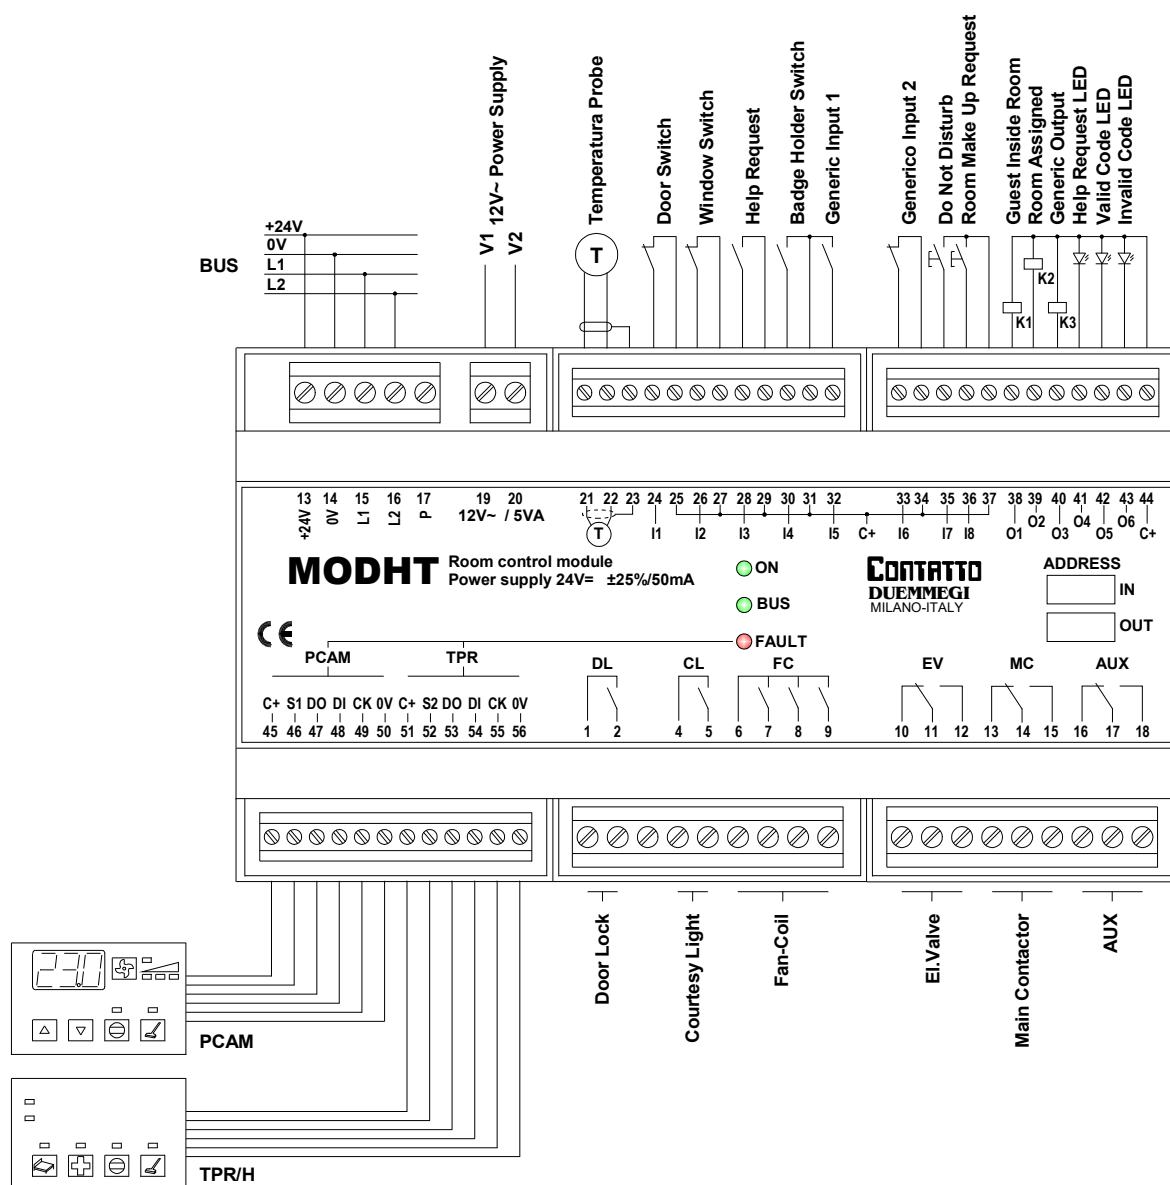 12V~ Power Supply
Temperatura Probe
Door Switch
Window Switch
Help Request
Badge Holder Switch
Generic Input 1
Generico Input 2
Do Not Disturb
Room Make Up Request
Guest Inside Room
Room Assigned
Generic Output
Help Request LED
Valid Code LED
Invalid Code LED
BUS
+24V
0V
L1
L2
V1
V2
T
K1
K2
K3
13 14 15 16 17 19 20 21 22 23 24 25 26 27 28 29 30 31 32 33 34 35 36 37 38 39 40 41 42 43 44
+24V 0V L1 L2 P 12V~ / 5VA T I1 I2 I3 I4 I5 C+ I6 I7 I8 O1 O2 O3 O4 O5 O6 C+
MODHT
Room control module
Power supply 24V= ±25%/50mA
ON
BUS
FAULT
CONTATTO
DUEMMEGI
MILANO-ITALY
ADDRESS
IN
OUT
CE
PCAM TPR DL CL FC EV MC AUX
C+ S1 DO DI CK 0V C+ S2 DO DI CK 0V
45 46 47 48 49 50 51 52 53 54 55 56 1 2 4 5 6 7 8 9 10 11 12 13 14 15 16 17 18
Door Lock
Courtesy Light
Fan-Coil
El.Valve
Main Contactor
AUX
23.0
PCAM
TPR/H